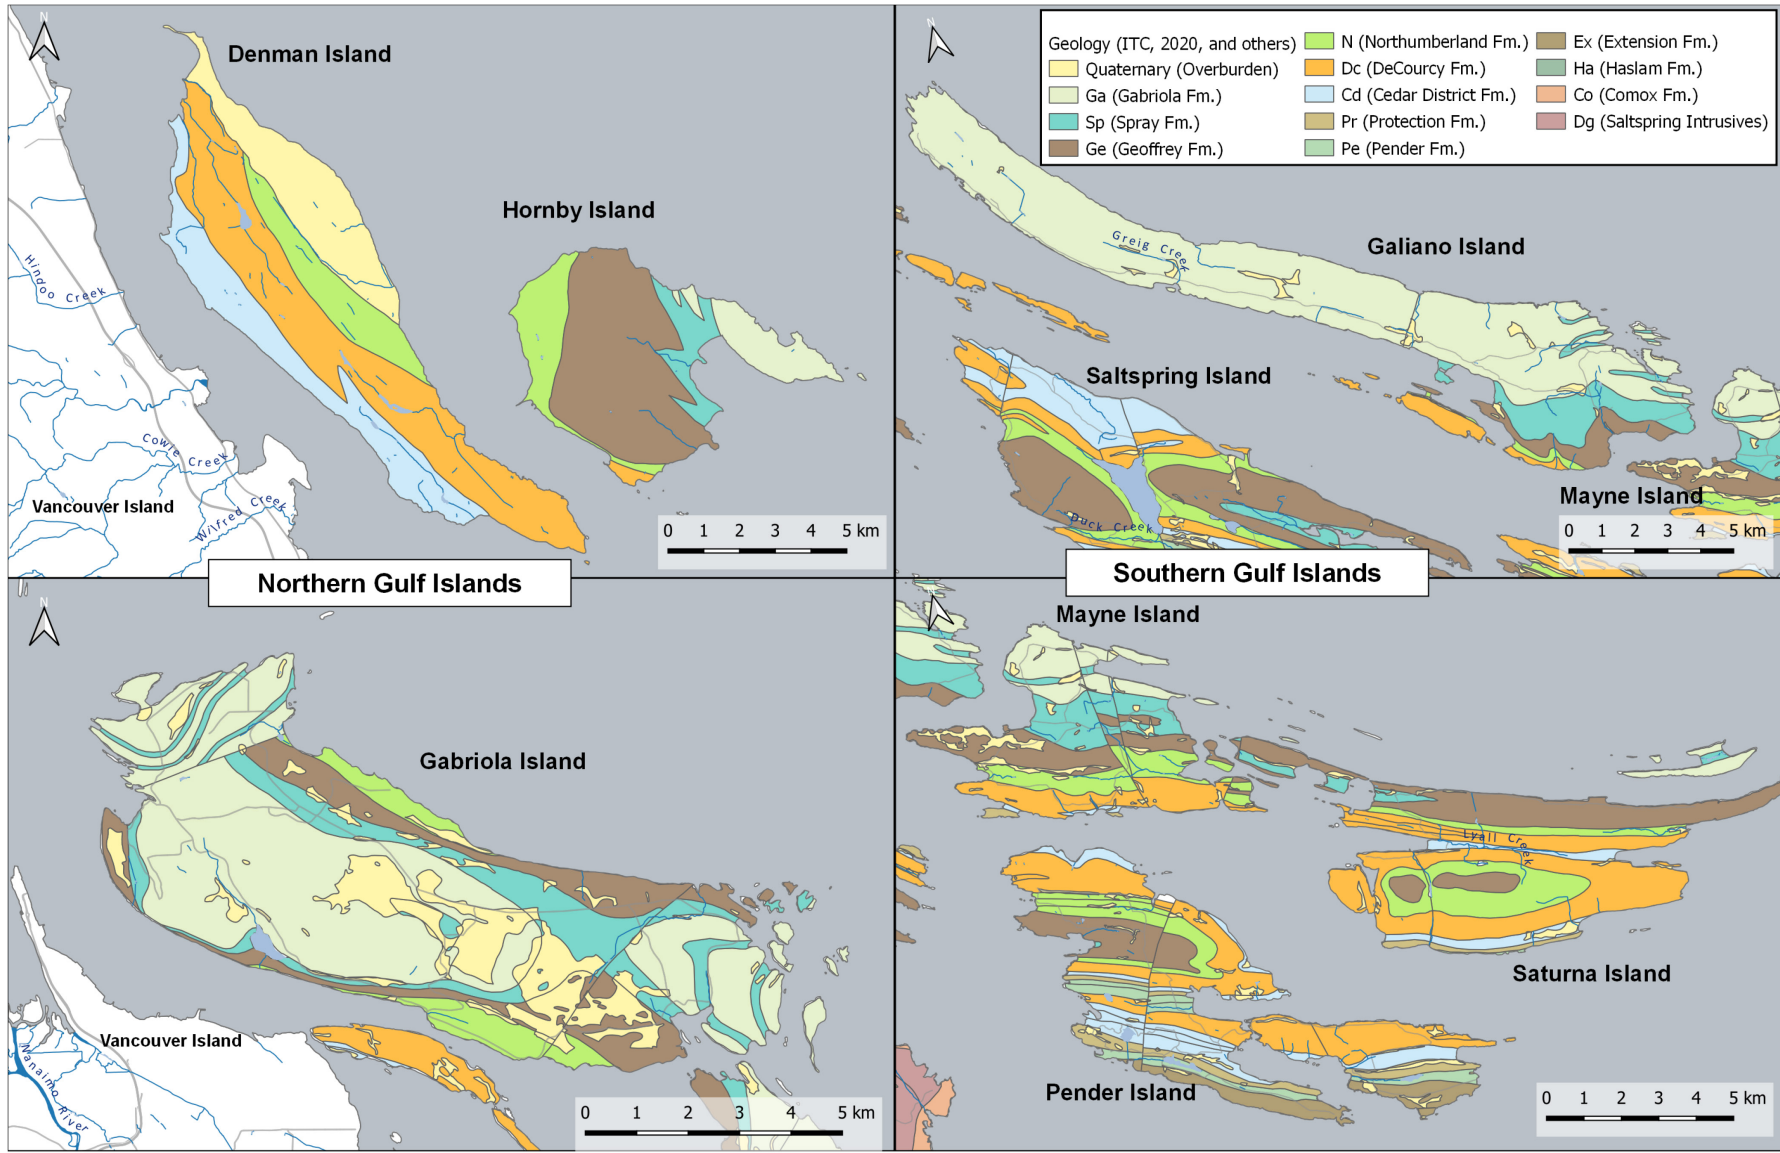 N
Denman Island
Hornby Island
Hindoo Creek
Cowie Creek
Vancouver Island
Wilfred Creek
0 1 2 3 4 5 km
Northern Gulf Islands
N
Geology (ITC, 2020, and others)
Quaternary (Overburden)
Ga (Gabriola Fm.)
Sp (Spray Fm.)
Ge (Geoffrey Fm.)
N (Northumberland Fm.)
Dc (DeCourcy Fm.)
Cd (Cedar District Fm.)
Pr (Protection Fm.)
Pe (Pender Fm.)
Ex (Extension Fm.)
Ha (Haslam Fm.)
Co (Comox Fm.)
Dg (Saltspring Intrusives)
Greig Creek
Galiano Island
Saltspring Island
Mayne Island
Duck Creek
0 1 2 3 4 5 km
Southern Gulf Islands
N
Gabriola Island
Vancouver Island
Nanaimo River
0 1 2 3 4 5 km
N
Mayne Island
Lyall Creek
Saturna Island
Pender Island
0 1 2 3 4 5 km